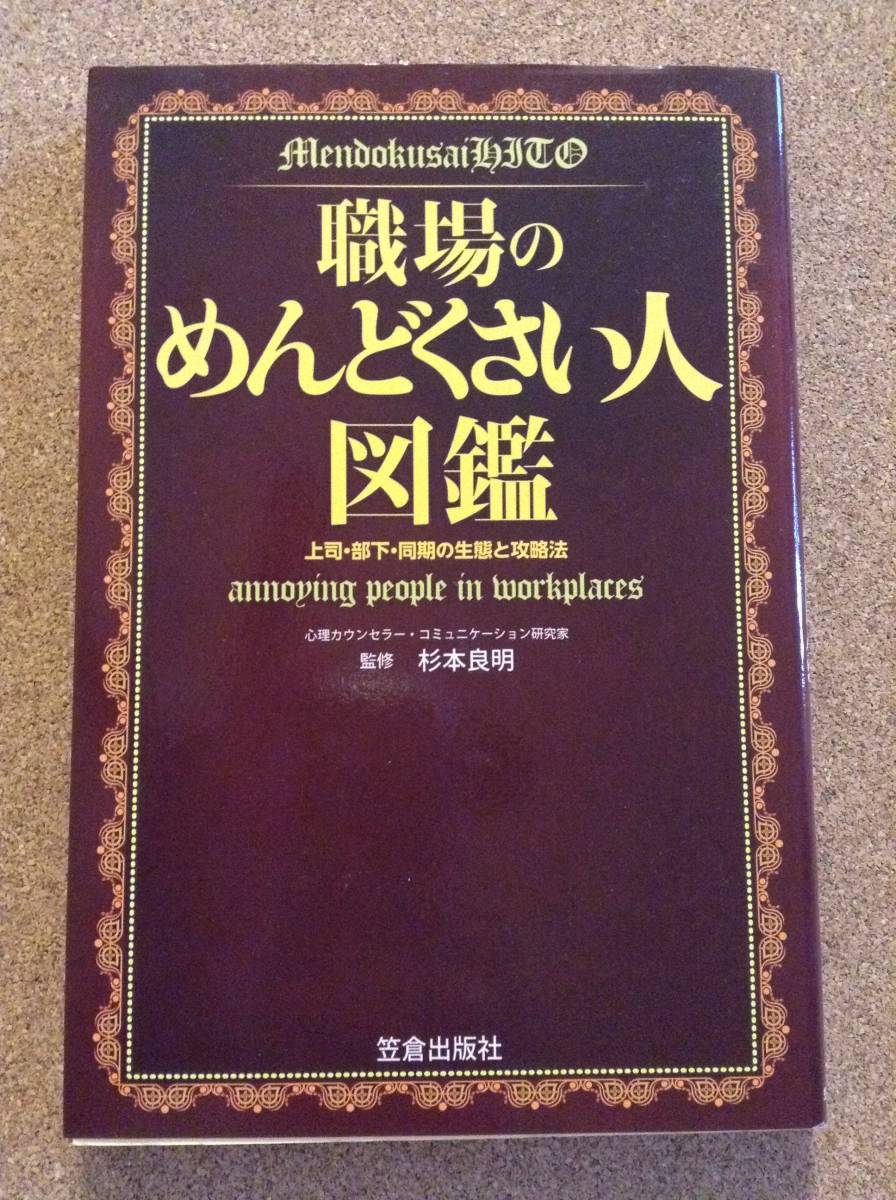 MendokusaiHITO
職場の
めんどくさい人
図鑑
上司・部下・同期の生態と攻略法
annoying people in workplaces
心理カウンセラー・コミュニケーション研究家
監修 杉本良明
笠倉出版社